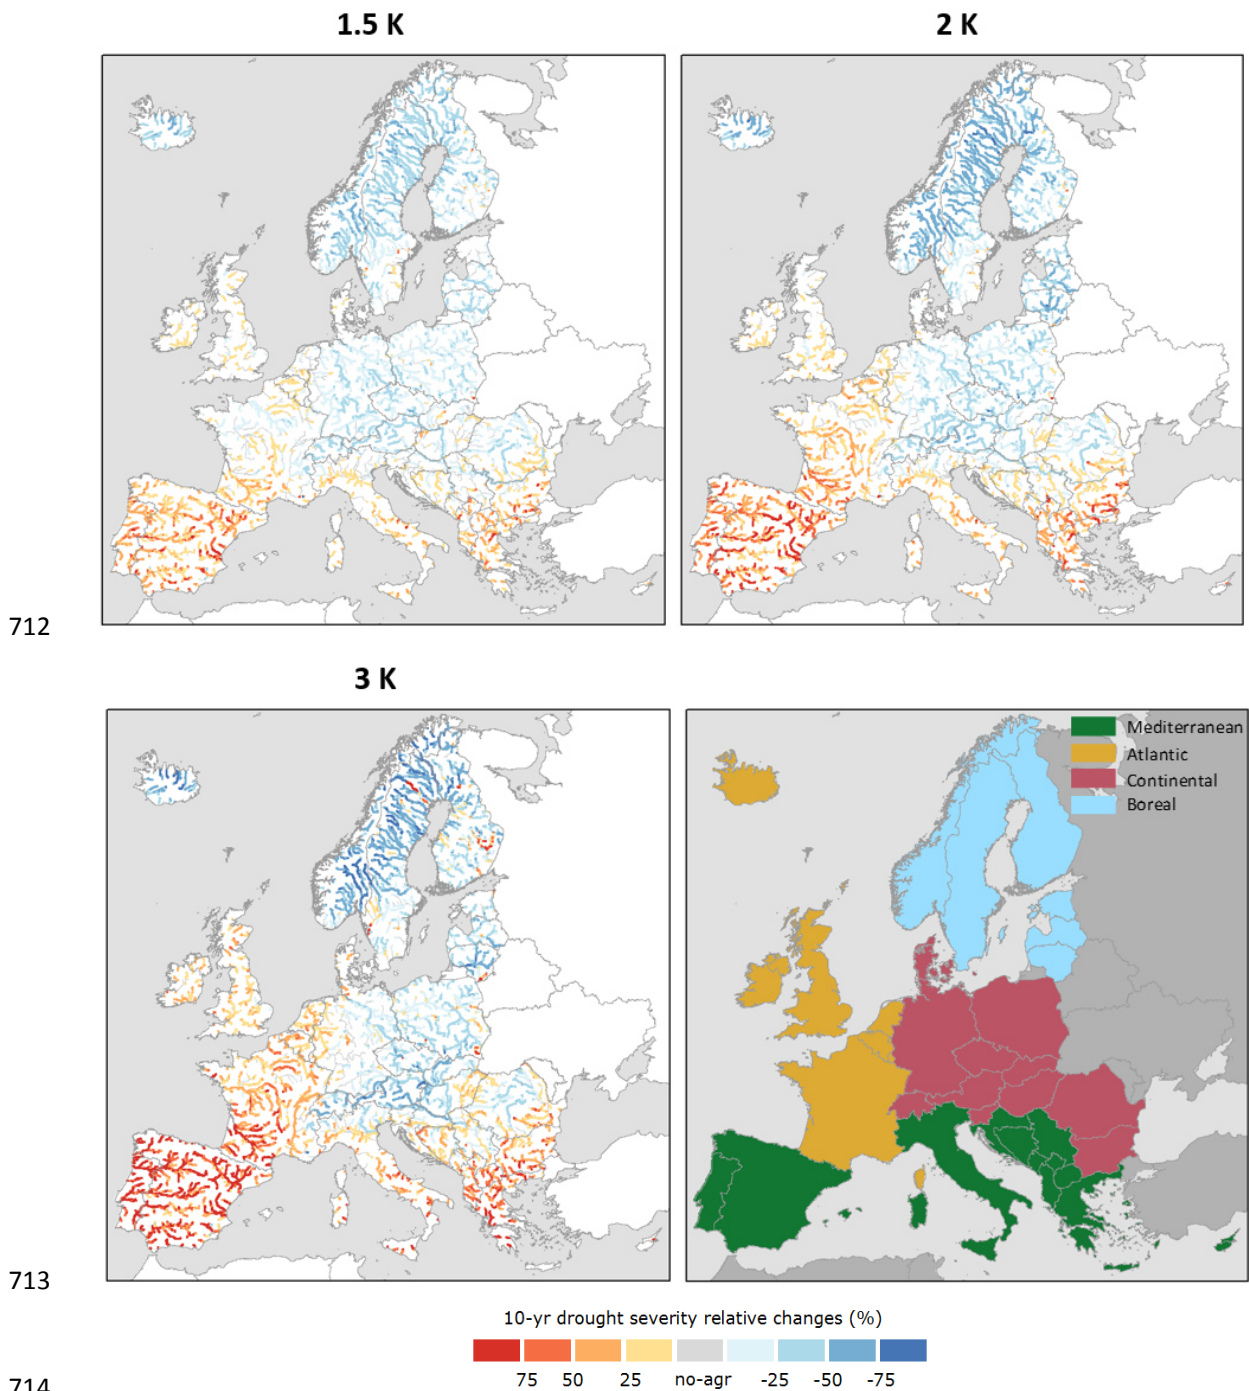 1.5 K
2 K
712
3 K
Mediterranean
Atlantic
Continental
Boreal
713
10-yr drought severity relative changes (%)
75 50 25 no-agr -25 -50 -75
714